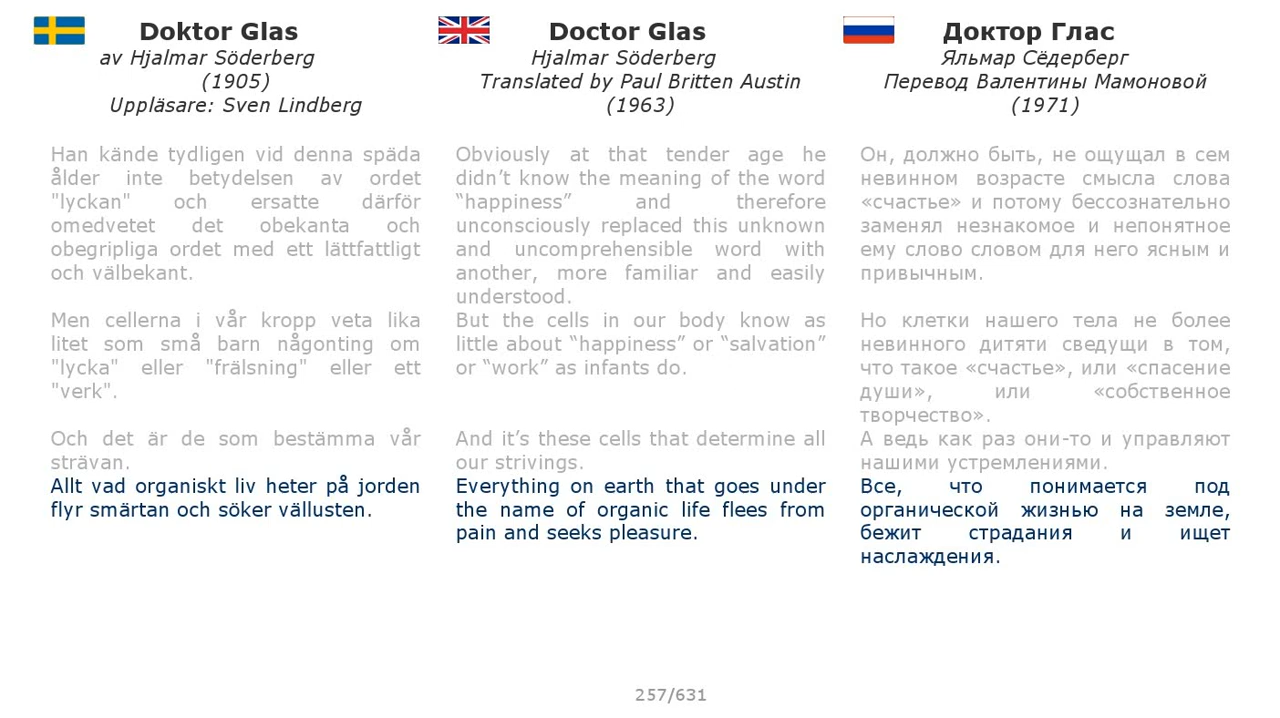 Doktor Glas
av Hjalmar Söderberg
(1905)
Uppläsare: Sven Lindberg
Han kände tydligen vid denna späda
ålder inte betydelsen av ordet
"lyckan" och ersatte därför
omedvetet det obekanta och
obegripliga ordet med ett lättfattligt
och välbekant.
Men cellerna i vår kropp veta lika
litet som små barn någonting om
"lycka" eller "frälsning" eller ett
"verk".
Och det är de som bestämma vår
strävan.
Allt vad organiskt liv heter på jorden
flyr smärtan och söker vällusten.
Doctor Glas
Hjalmar Söderberg
Translated by Paul Britten Austin
(1963)
Obviously at that tender age he
didn’t know the meaning of the word
“happiness” and therefore
unconsciously replaced this unknown
and uncomprehensible word with
another, more familiar and easily
understood.
But the cells in our body know as
little about “happiness” or “salvation”
or “work” as infants do.
And it’s these cells that determine all
our strivings.
Everything on earth that goes under
the name of organic life flees from
pain and seeks pleasure.
Доктор Глас
Яльмар Сёдерберг
Перевод Валентины Мамоновой
(1971)
Он, должно быть, не ощущал в сем
невинном возрасте смысла слова
«счастье» и потому бессознательно
заменял незнакомое и непонятное
ему слово словом для него ясным и
привычным.
Но клетки нашего тела не более
невинного дитяти сведущи в том,
что такое «счастье», или «спасение
души», или «собственное
творчество».
А ведь как раз они-то и управляют
нашими устремлениями.
Все, что понимается под
органической жизнью на земле,
бежит страдания и ищет
наслаждения.
257/631